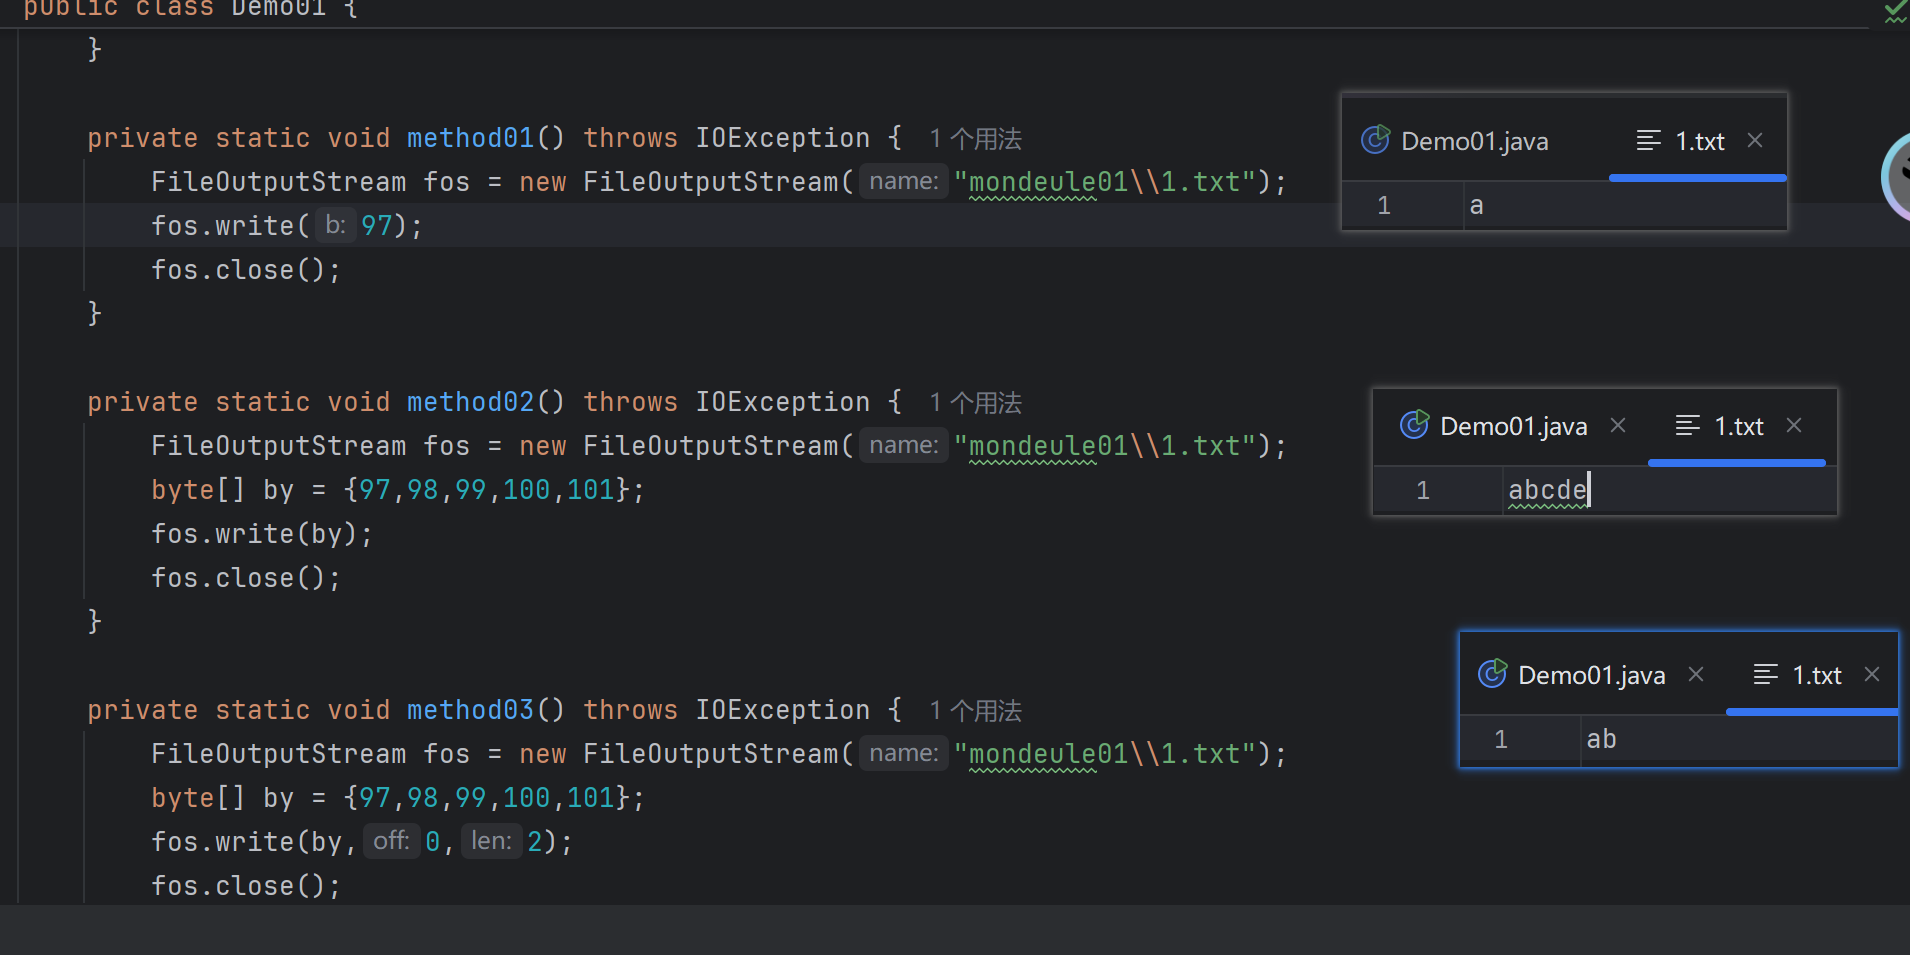 public class Demo01 {
}
private static void method01() throws IOException { 1 个用法
FileOutputStream fos = new FileOutputStream( name: "mondeule01\\1.txt");
fos.write( b: 97);
fos.close();
}
Demo01.java 1.txt
1 a
private static void method02() throws IOException { 1 个用法
FileOutputStream fos = new FileOutputStream( name: "mondeule01\\1.txt");
byte[] by = {97,98,99,100,101};
fos.write(by);
fos.close();
}
Demo01.java 1.txt
1 abcde
private static void method03() throws IOException { 1 个用法
FileOutputStream fos = new FileOutputStream( name: "mondeule01\\1.txt");
byte[] by = {97,98,99,100,101};
fos.write(by, off: 0, len: 2);
fos.close();
Demo01.java 1.txt
1 ab